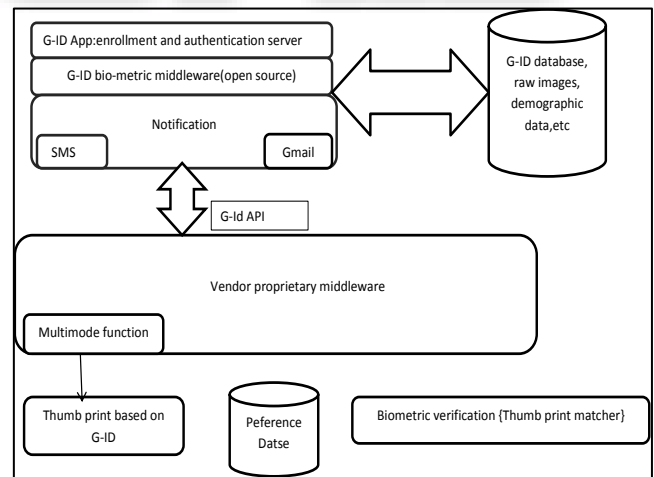 G-ID App:enrollment and authentication server
G-ID bio-metric middleware(open source)
Notification
SMS
Gmail
G-ID database,
raw images,
demographic
data,etc
G-Id API
Vendor proprietary middleware
Multimode function
Thumb print based on
G-ID
Peference
Datse
Biometric verification {Thumb print matcher}